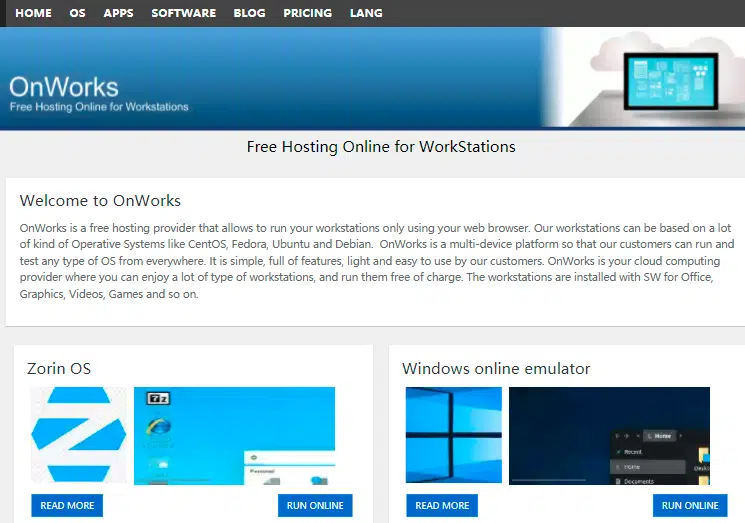 HOME OS APPS SOFTWARE BLOG PRICING LANG
OnWorks
Free Hosting Online for Workstations
Free Hosting Online for WorkStations
Welcome to OnWorks
OnWorks is a free hosting provider that allows to run your workstations only using your web browser. Our workstations can be based on a lot
of kind of Operative Systems like CentOS, Fedora, Ubuntu and Debian.  OnWorks is a multi-device platform so that our customers can run and
test any type of OS from everywhere. It is simple, full of features, light and easy to use by our customers. OnWorks is your cloud computing
provider where you can enjoy a lot of type of workstations, and run them free of charge. The workstations are installed with SW for Office,
Graphics, Videos, Games and so on.
Zorin OS
Windows online emulator
Home
Recent
Home
Documents
READ MORE
RUN ONLINE
READ MORE
RUN ONLINE